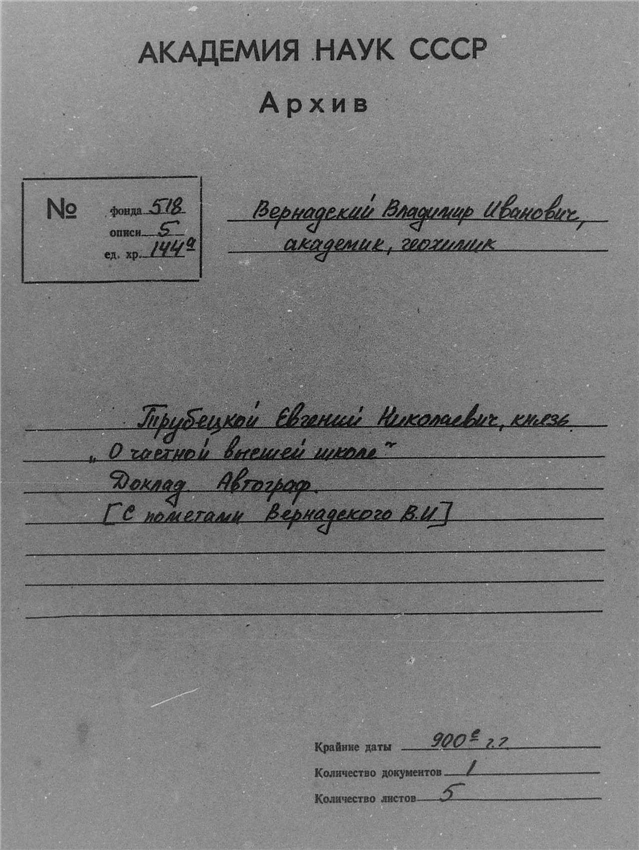 АКАДЕМИЯ НАУК СССР
Архив
№
фонда 518
описи 5
ед. хр. 144а
Вернадский Владимир Иванович,
академик, геохимик
Трубецкой Евгений Николаевич, князь.
„О частной высшей школе“
Доклад. Автограф.
[С пометами Вернадского В.И]
Крайние даты 900е г.г.
Количество документов 1
Количество листов 5